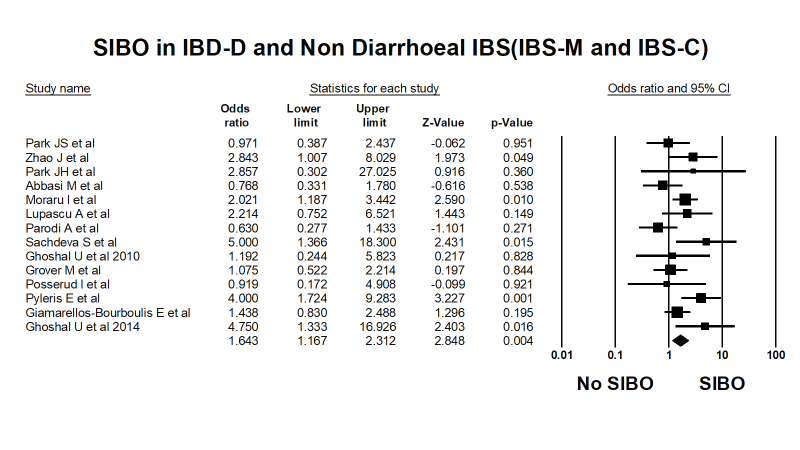 SIBO in IBD-D and Non Diarrhoeal IBS(IBS-M and IBS-C)
Study name Statistics for each study Odds ratio and 95% CI
Odds Lower Upper
ratio limit limit Z-Value p-Value
Park JS et al 0.971 0.387 2.437 -0.062 0.951
Zhao J et al 2.843 1.007 8.029 1.973 0.049
Park JH et al 2.857 0.302 27.025 0.916 0.360
Abbasi M et al 0.768 0.331 1.780 -0.616 0.538
Moraru I et al 2.021 1.187 3.442 2.590 0.010
Lupascu A et al 2.214 0.752 6.521 1.443 0.149
Parodi A et al 0.630 0.277 1.433 -1.101 0.271
Sachdeva S et al 5.000 1.366 18.300 2.431 0.015
Ghoshal U et al 2010 1.192 0.244 5.823 0.217 0.828
Grover M et al 1.075 0.522 2.214 0.197 0.844
Posserud I et al 0.919 0.172 4.908 -0.099 0.921
Pyleris E et al 4.000 1.724 9.283 3.227 0.001
Giamarellos-Bourboulis E et al 1.438 0.830 2.488 1.296 0.195
Ghoshal U et al 2014 4.750 1.333 16.926 2.403 0.016
1.643 1.167 2.312 2.848 0.004
0.01 0.1 1 10 100
No SIBO SIBO